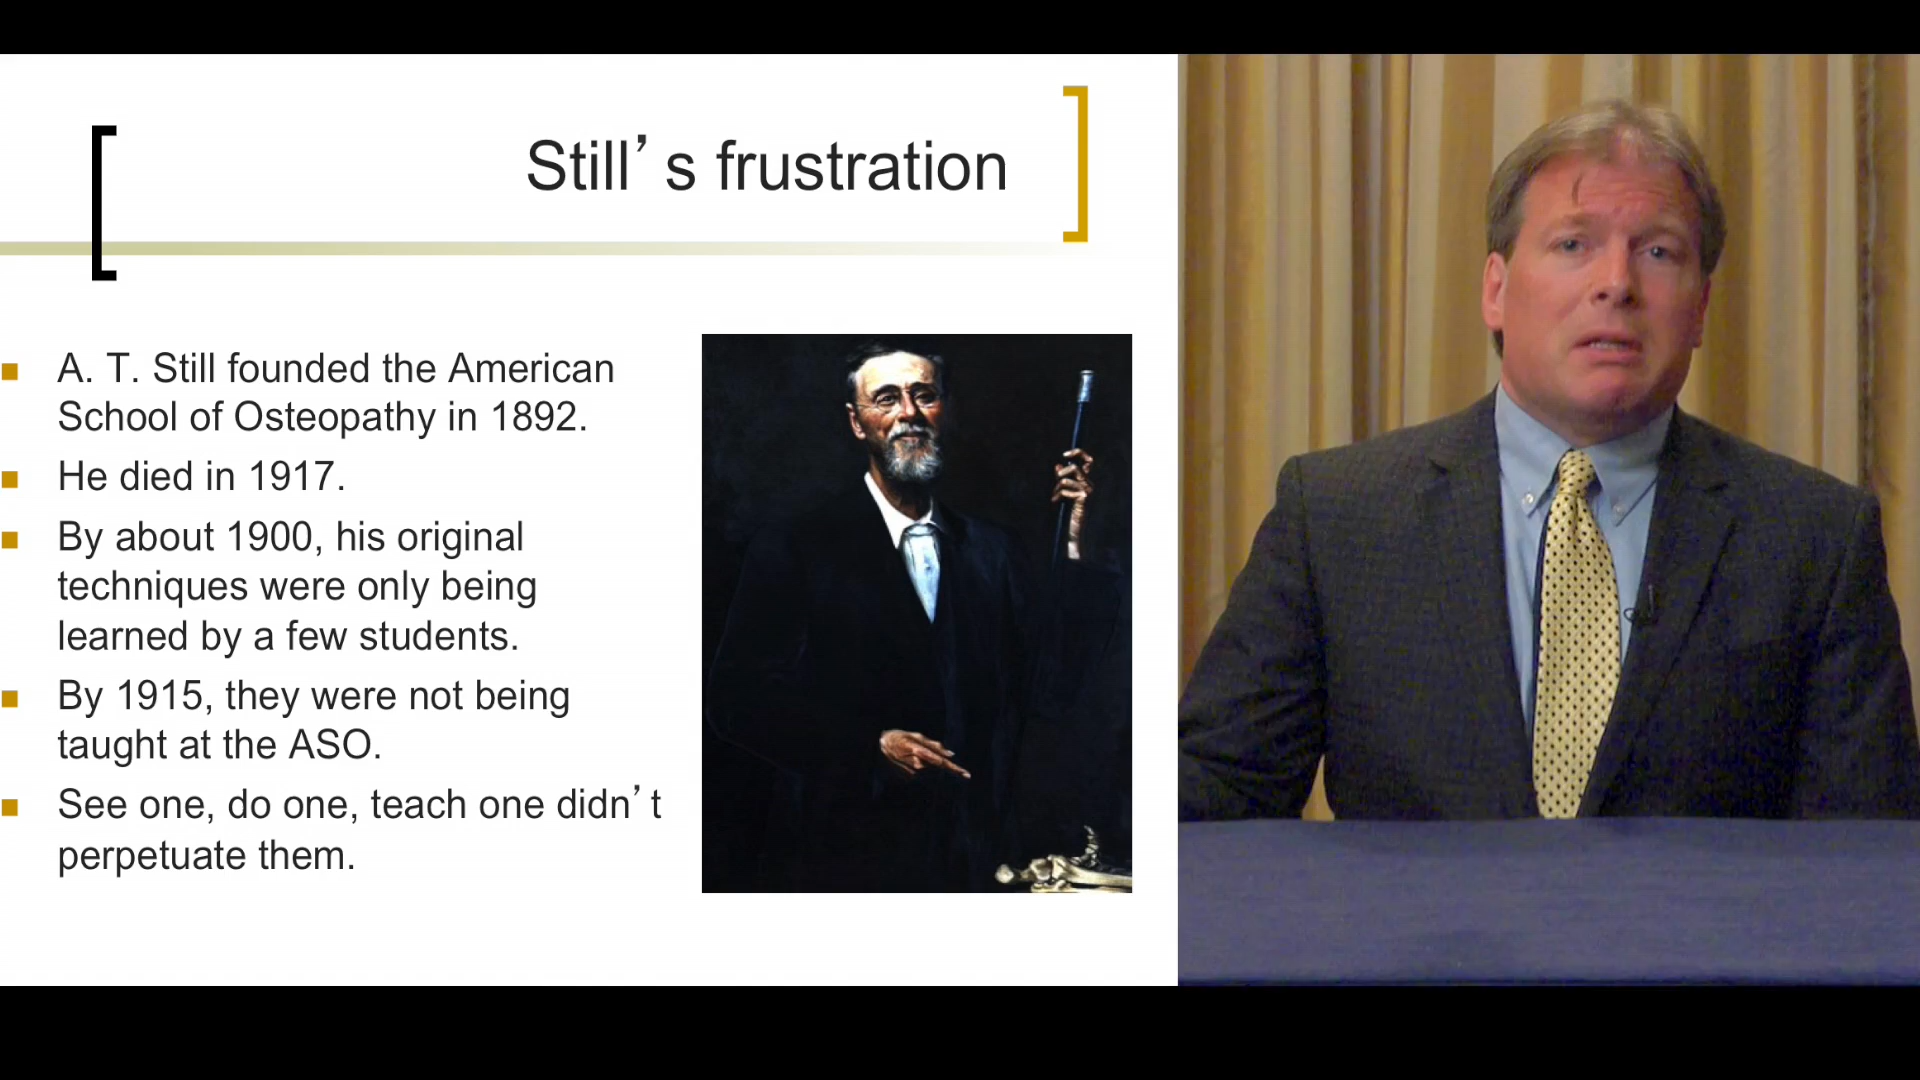 Still’s frustration
A. T. Still founded the American
School of Osteopathy in 1892.
He died in 1917.
By about 1900, his original
techniques were only being
learned by a few students.
By 1915, they were not being
taught at the ASO.
See one, do one, teach one didn’t
perpetuate them.